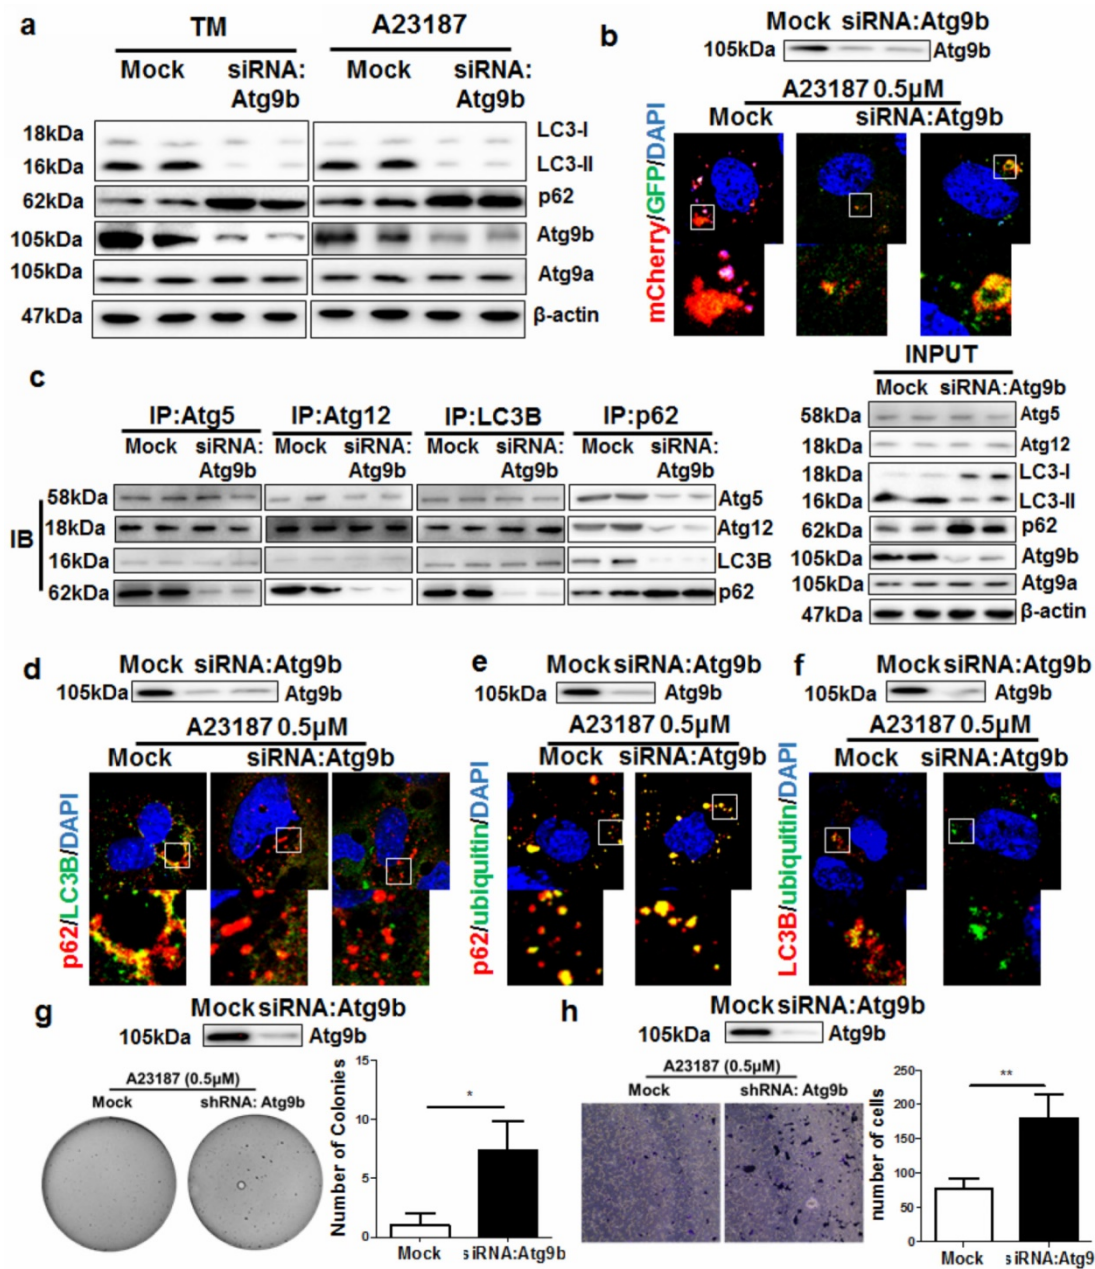 a
TM
A23187
Mock
siRNA:
Atg9b
Mock
siRNA:
Atg9b
18kDa
LC3-I
16kDa
LC3-II
62kDa
p62
105kDa
Atg9b
105kDa
Atg9a
47kDa
β-actin
b
Mock siRNA:Atg9b
105kDa
Atg9b
A23187 0.5μM
Mock
siRNA:Atg9b
mCherry/GFP/DAPI
c
IP:Atg5
IP:Atg12
IP:LC3B
IP:p62
Mock
siRNA:
Atg9b
Mock
siRNA:
Atg9b
Mock
siRNA:
Atg9b
Mock
siRNA:
Atg9b
IB
58kDa
Atg5
18kDa
Atg12
16kDa
LC3B
62kDa
p62
INPUT
Mock siRNA:Atg9b
58kDa
Atg5
18kDa
Atg12
18kDa
LC3-I
16kDa
LC3-II
62kDa
p62
105kDa
Atg9b
105kDa
Atg9a
47kDa
β-actin
d
Mock siRNA:Atg9b
105kDa
Atg9b
A23187 0.5μM
Mock
siRNA:Atg9b
p62/LC3B/DAPI
e
Mock siRNA:Atg9b
105kDa
Atg9b
A23187 0.5μM
Mock siRNA:Atg9b
p62/ubiquitin/DAPI
f
Mock siRNA:Atg9b
105kDa
Atg9b
A23187 0.5μM
Mock siRNA:Atg9b
LC3B/ubiquitin/DAPI
g
Mock siRNA:Atg9b
105kDa
Atg9b
A23187 (0.5μM)
Mock
shRNA: Atg9b
Number of Colonies
15
10
5
0
*
Mock
siRNA:Atg9b
h
Mock siRNA:Atg9b
105kDa
Atg9b
A23187 (0.5μM)
Mock
shRNA: Atg9b
number of cells
250
200
150
100
50
0
**
Mock
siRNA:Atg9